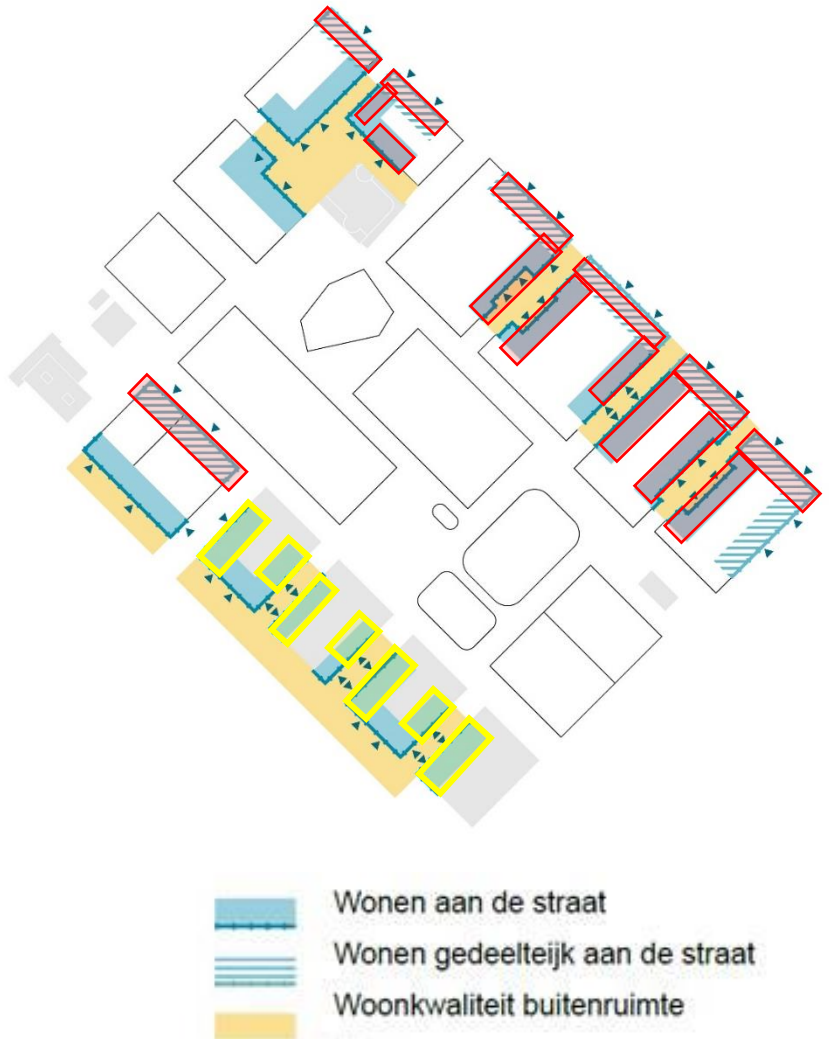 Wonen aan de straat
Wonen gedeelteijk aan de straat
Woonkwaliteit buitenruimte